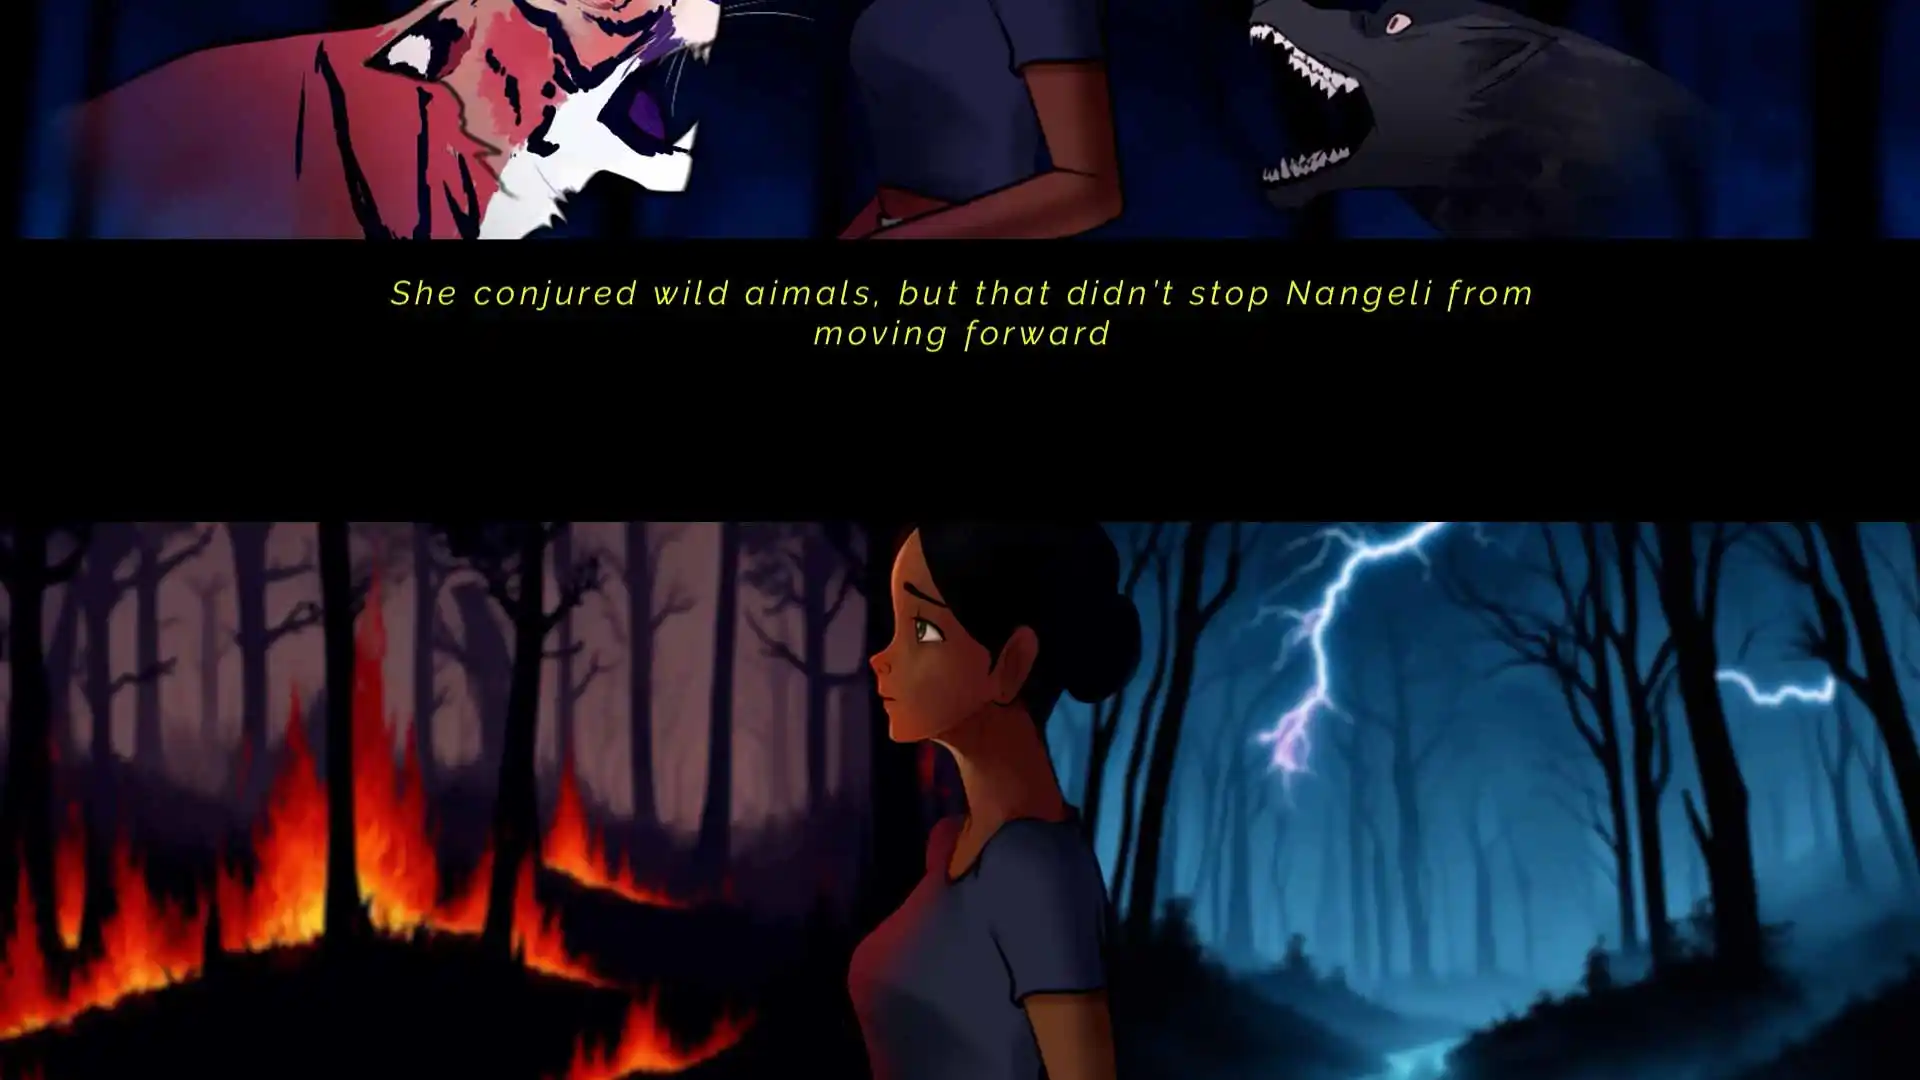 She conjured wild aimals, but that didn't stop Nangeli from
moving forward